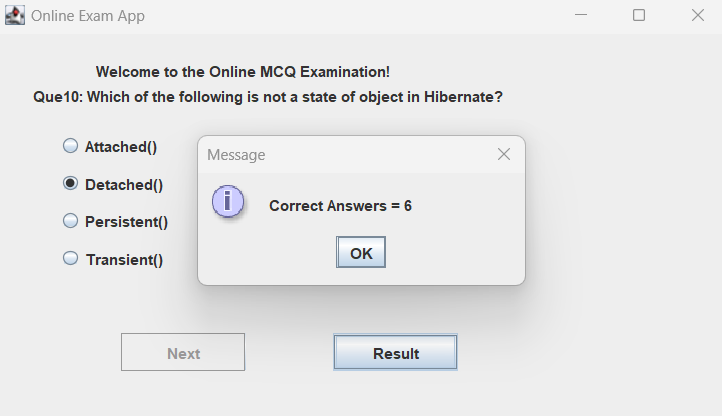 Online Exam App
Welcome to the Online MCQ Examination!
Que10: Which of the following is not a state of object in Hibernate?
Attached()
Detached()
Persistent()
Transient()
Message
i
Correct Answers = 6
OK
Next
Result